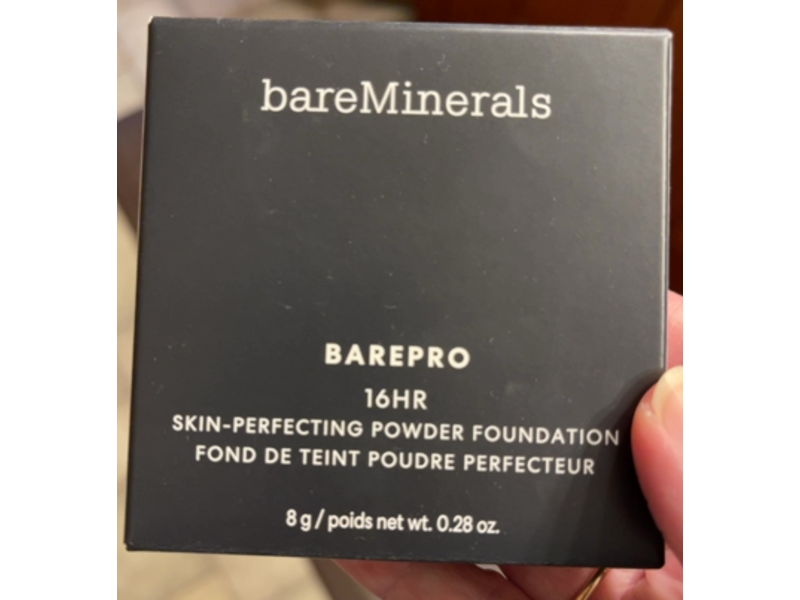 bareMinerals
BAREPRO
16HR
SKIN-PERFECTING POWDER FOUNDATION
FOND DE TEINT POUDRE PERFECTEUR
8 g / poids net wt. 0.28 oz.